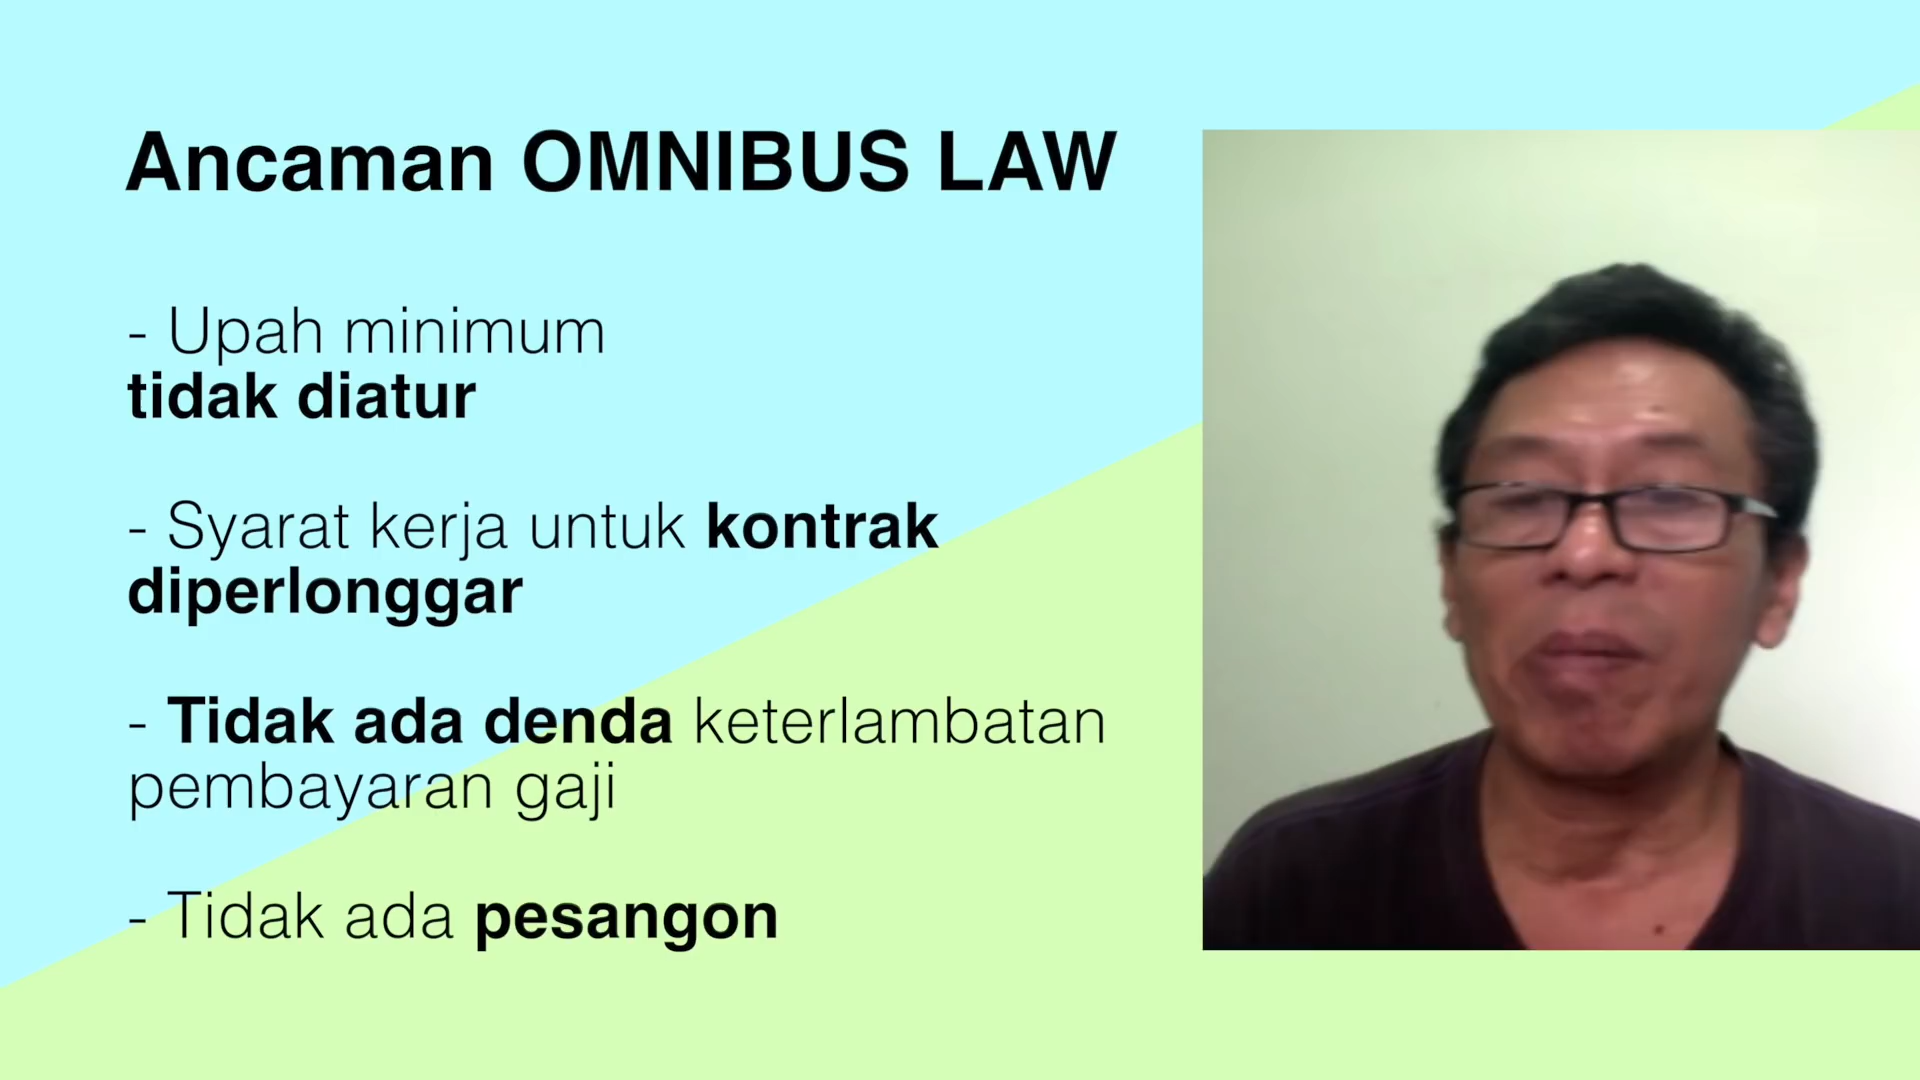 Ancaman OMNIBUS LAW
- Upah minimum
tidak diatur
- Syarat kerja untuk kontrak
diperlonggar
- Tidak ada denda keterlambatan
pembayaran gaji
- Tidak ada pesangon